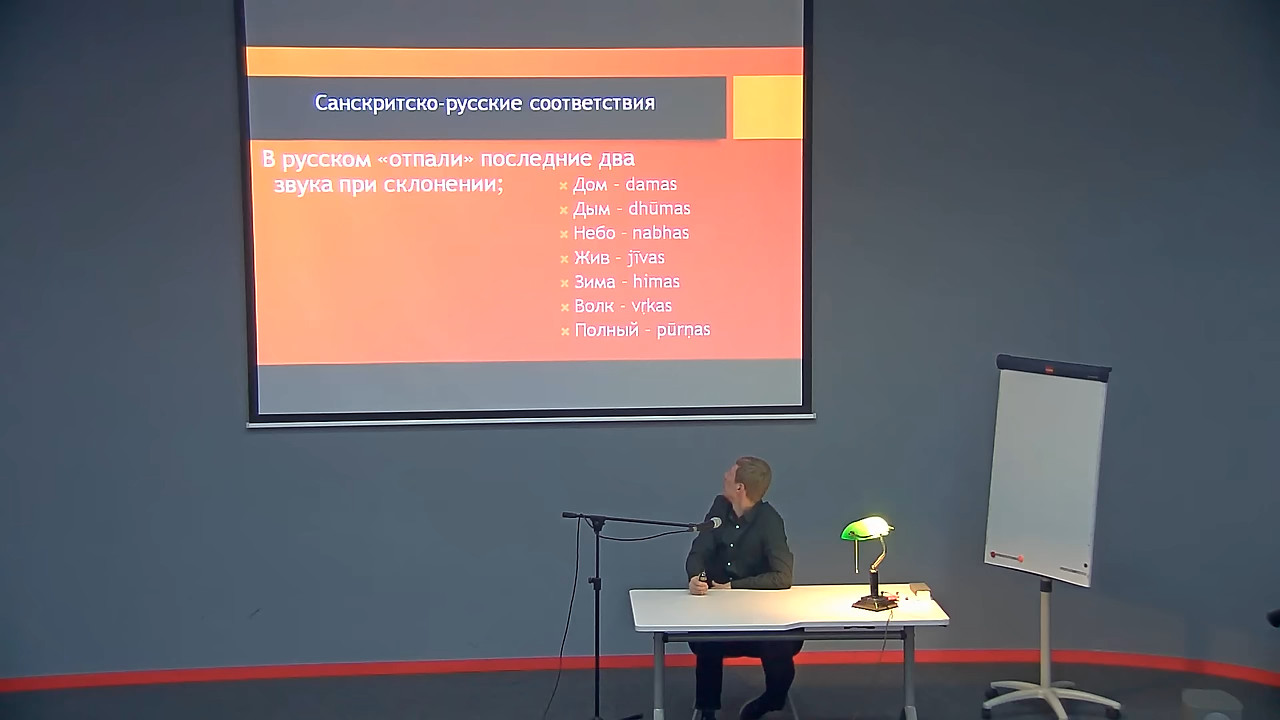 Санскритско-русские соответствия
В русском «отпали» последние два
звука при склонении;
Дом - damas
Дым - dhūmas
Небо - nabhas
Жив - jīvas
Зима - himas
Волк - vṛkas
Полный - pūrṇas